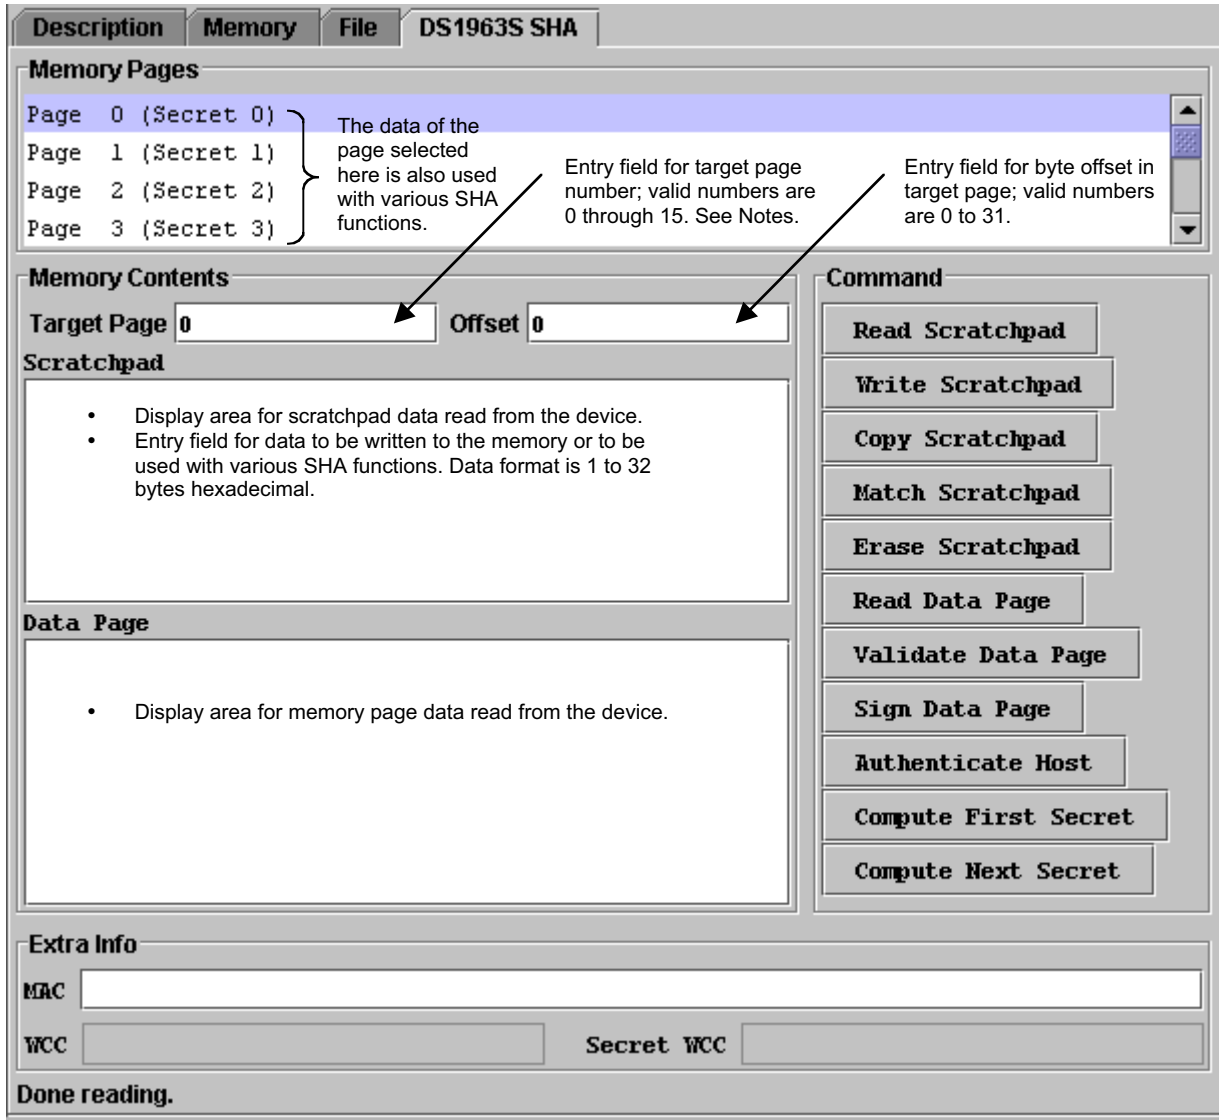 Description Memory File DS1963S SHA
Memory Pages
Page 0 (Secret 0)
Page 1 (Secret 1)
Page 2 (Secret 2)
Page 3 (Secret 3)
The data of the
page selected
here is also used
with various SHA
functions.
Entry field for target page
number; valid numbers are
0 through 15. See Notes.
Entry field for byte offset in
target page; valid numbers
are 0 to 31.
Memory Contents
Target Page 0 Offset 0
Scratchpad
• Display area for scratchpad data read from the device.
• Entry field for data to be written to the memory or to be
used with various SHA functions. Data format is 1 to 32
bytes hexadecimal.
Data Page
• Display area for memory page data read from the device.
Command
Read Scratchpad
Write Scratchpad
Copy Scratchpad
Match Scratchpad
Erase Scratchpad
Read Data Page
Validate Data Page
Sign Data Page
Authenticate Host
Compute First Secret
Compute Next Secret
Extra Info
MAC
WCC Secret WCC
Done reading.